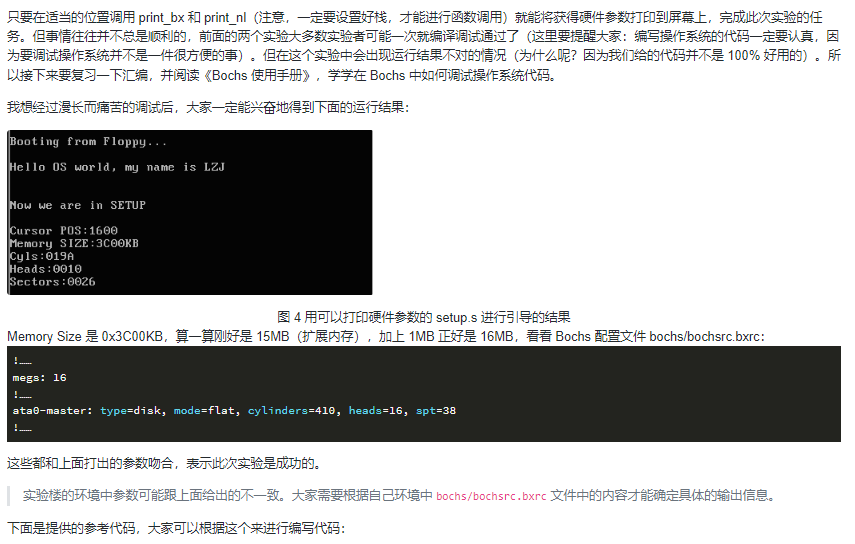 只要在适当的位置调用 print_bx 和 print_nl（注意，一定要设置好栈，才能进行函数调用）就能将获得硬件参数打印到屏幕上，完成此次实验的任
务。但事情往往并不总是顺利的，前面的两个实验大多数实验者可能一次就编译调试通过了（这里要提醒大家：编写操作系统的代码一定要认真，因
为要调试操作系统并不是一件很方便的事）。但在这个实验中会出现运行结果不对的情况（为什么呢？因为我们给的代码并不是 100% 好用的）。所
以接下来要复习一下汇编，并阅读《Bochs 使用手册》，学学在 Bochs 中如何调试操作系统代码。
我想经过漫长而痛苦的调试后，大家一定能兴奋地得到下面的运行结果：
Booting from Floppy...
Hello OS world, my name is LZJ
Now we are in SETUP
Cursor POS:1600
Memory SIZE:3C00KB
Cyls:019A
Heads:0010
Sectors:0026
图 4 用可以打印硬件参数的 setup.s 进行引导的结果
Memory Size 是 0x3C00KB，算一算刚好是 15MB（扩展内存），加上 1MB 正好是 16MB，看看 Bochs 配置文件 bochs/bochsrc.bxrc：
!……
megs: 16
!……
ata0-master: type=disk, mode=flat, cylinders=410, heads=16, spt=38
!……
这些都和上面打出的参数吻合，表示此次实验是成功的。
实验楼的环境中参数可能跟上面给出的不一致。大家需要根据自己环境中 bochs/bochsrc.bxrc 文件中的内容才能确定具体的输出信息。
下面是提供的参考代码，大家可以根据这个来进行编写代码：